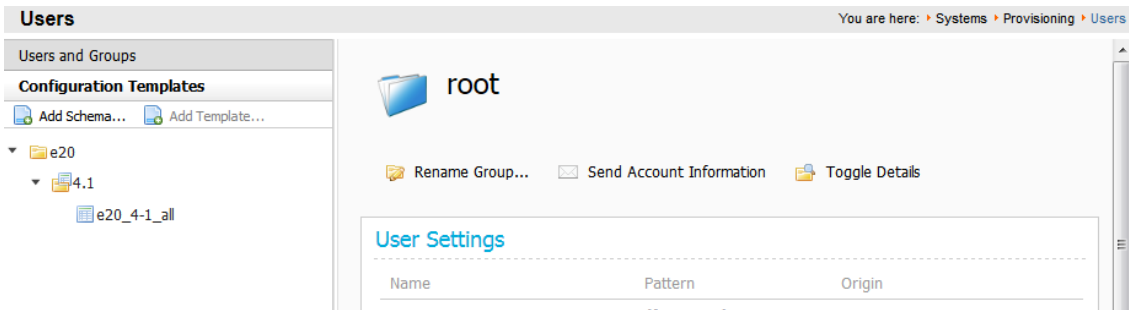 Users
You are here: Systems Provisioning Users
Users and Groups
Configuration Templates
Add Schema... Add Template...
e20
4.1
e20_4-1_all
root
Rename Group... Send Account Information Toggle Details
User Settings
Name Pattern Origin